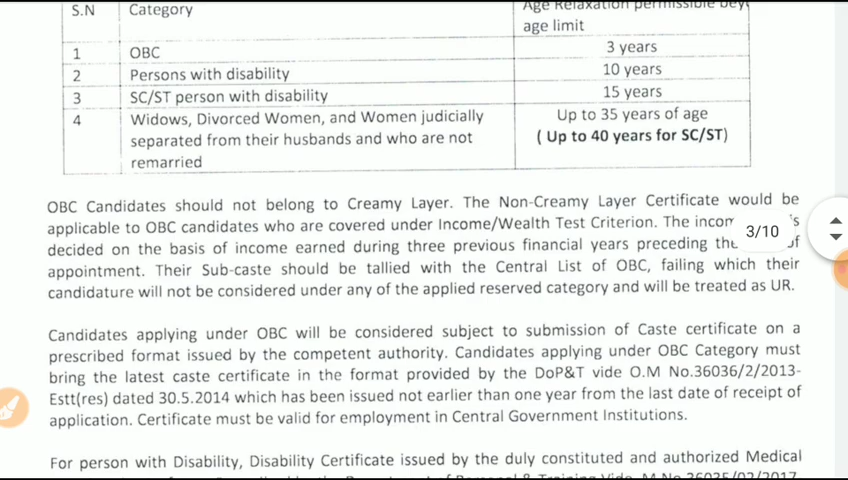 S.N Category Age Relaxation permissible
age limit
1 OBC 3 years
2 Persons with disability 10 years
3 SC/ST person with disability 15 years
4 Widows, Divorced Women, and Women judicially Up to 35 years of age
separated from their husbands and who are not ( Up to 40 years for SC/ST)
remarried
OBC Candidates should not belong to Creamy Layer. The Non-Creamy Layer Certificate would be
applicable to OBC candidates who are covered under Income/Wealth Test Criterion. The
3/10
decided on the basis of income earned during three previous financial years preceding
appointment. Their Sub-caste should be tallied with the Central List of OBC, failing which their
candidature will not be considered under any of the applied reserved category and will be treated as UR.
Candidates applying under OBC will be considered subject to submission of Caste certificate on a
prescribed format issued by the competent authority. Candidates applying under OBC Category must
bring the latest caste certificate in the format provided by the DoP&T vide O.M No.36036/2/2013-
Estt(res) dated 30.5.2014 which has been issued not earlier than one year from the last date of receipt of
application. Certificate must be valid for employment in Central Government Institutions.
For person with Disability, Disability Certificate issued by the duly constituted and authorized Medical